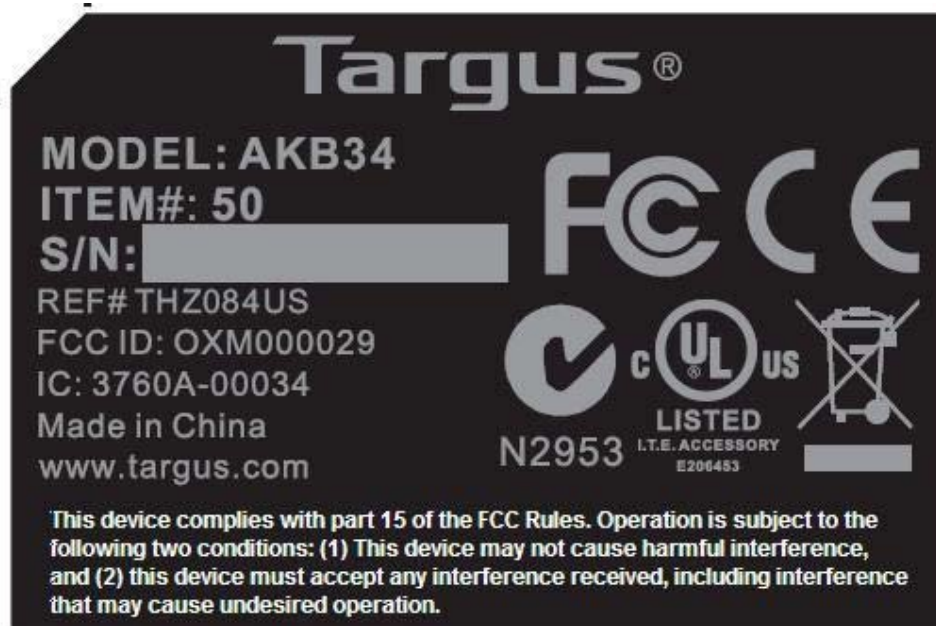 Targus®
MODEL: AKB34
ITEM#: 50
S/N:
REF# THZ084US
FCC ID: OXM000029
IC: 3760A-00034
Made in China
www.targus.com
FC CE
N2953
C UL® US
LISTED
I.T.E. ACCESSORY
E206453
This device complies with part 15 of the FCC Rules. Operation is subject to the
following two conditions: (1) This device may not cause harmful interference,
and (2) this device must accept any interference received, including interference
that may cause undesired operation.